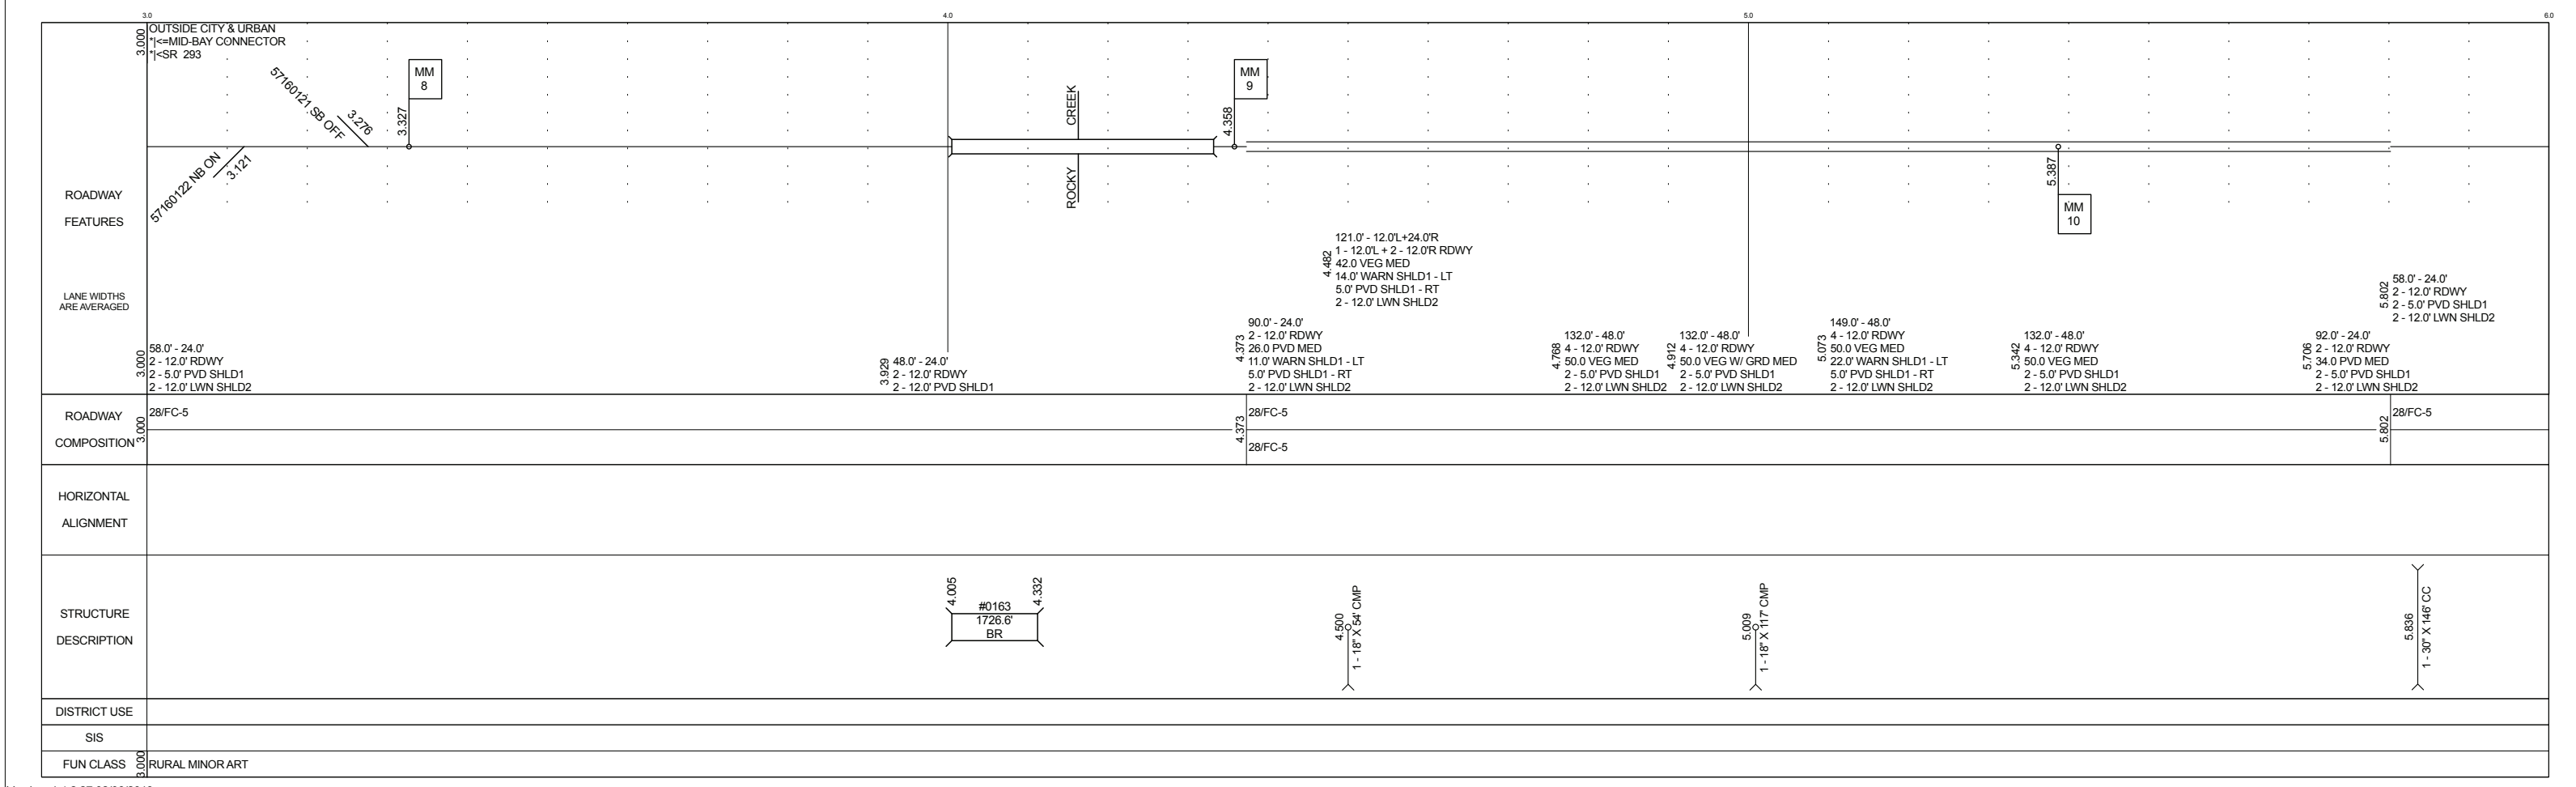 3.0
4.0
5.0
6.0
3.000
OUTSIDE CITY & URBAN
*|<=MID-BAY CONNECTOR
*|<SR 293
57160121 SB OFF
3.276
57160122 NB ON
3.121
MM
8
3.327
CREEK
ROCKY
MM
9
4.358
MM
10
5.387
ROADWAY
FEATURES
LANE WIDTHS
ARE AVERAGED
3.000
58.0' - 24.0'
2 - 12.0' RDWY
2 - 5.0' PVD SHLD1
2 - 12.0' LWN SHLD2
3.929
48.0' - 24.0'
2 - 12.0' RDWY
2 - 12.0' PVD SHLD1
4.373
90.0' - 24.0'
2 - 12.0' RDWY
26.0 PVD MED
11.0' WARN SHLD1 - LT
5.0' PVD SHLD1 - RT
2 - 12.0' LWN SHLD2
4.482
121.0' - 12.0'L+24.0'R
1 - 12.0'L + 2 - 12.0'R RDWY
42.0 VEG MED
14.0' WARN SHLD1 - LT
5.0' PVD SHLD1 - RT
2 - 12.0' LWN SHLD2
4.768
132.0' - 48.0'
4 - 12.0' RDWY
50.0 VEG MED
2 - 5.0' PVD SHLD1
2 - 12.0' LWN SHLD2
4.912
132.0' - 48.0'
4 - 12.0' RDWY
50.0 VEG W/ GRD MED
2 - 5.0' PVD SHLD1
2 - 12.0' LWN SHLD2
5.073
149.0' - 48.0'
4 - 12.0' RDWY
50.0 VEG MED
22.0' WARN SHLD1 - LT
5.0' PVD SHLD1 - RT
2 - 12.0' LWN SHLD2
5.342
132.0' - 48.0'
4 - 12.0' RDWY
50.0 VEG MED
2 - 5.0' PVD SHLD1
2 - 12.0' LWN SHLD2
5.706
92.0' - 24.0'
2 - 12.0' RDWY
34.0 PVD MED
2 - 5.0' PVD SHLD1
2 - 12.0' LWN SHLD2
5.802
58.0' - 24.0'
2 - 12.0' RDWY
2 - 5.0' PVD SHLD1
2 - 12.0' LWN SHLD2
ROADWAY
COMPOSITION
3.000
28/FC-5
4.373
28/FC-5
28/FC-5
5.802
28/FC-5
HORIZONTAL
ALIGNMENT
STRUCTURE
DESCRIPTION
4.005
4.332
#0163
1726.6'
BR
4.500
1 - 18" X 54' CMP
5.009
1 - 18" X 117' CMP
5.836
1 - 30" X 146' CC
DISTRICT USE
SIS
FUN CLASS
3.000
RURAL MINOR ART